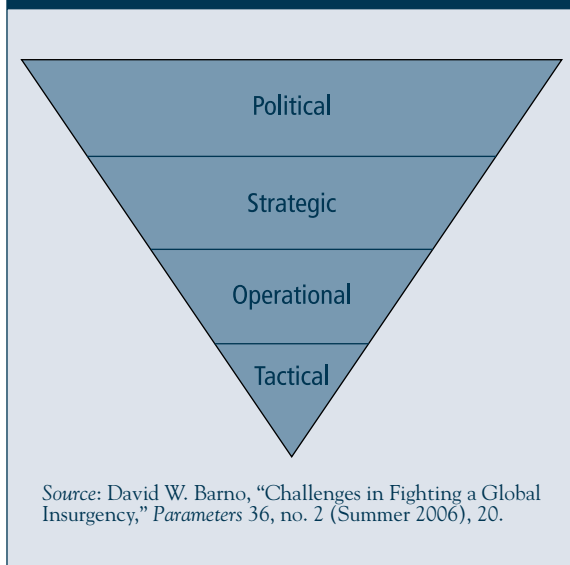 Political
Strategic
Operational
Tactical
Source: David W. Barno, “Challenges in Fighting a Global
Insurgency,” Parameters 36, no. 2 (Summer 2006), 20.